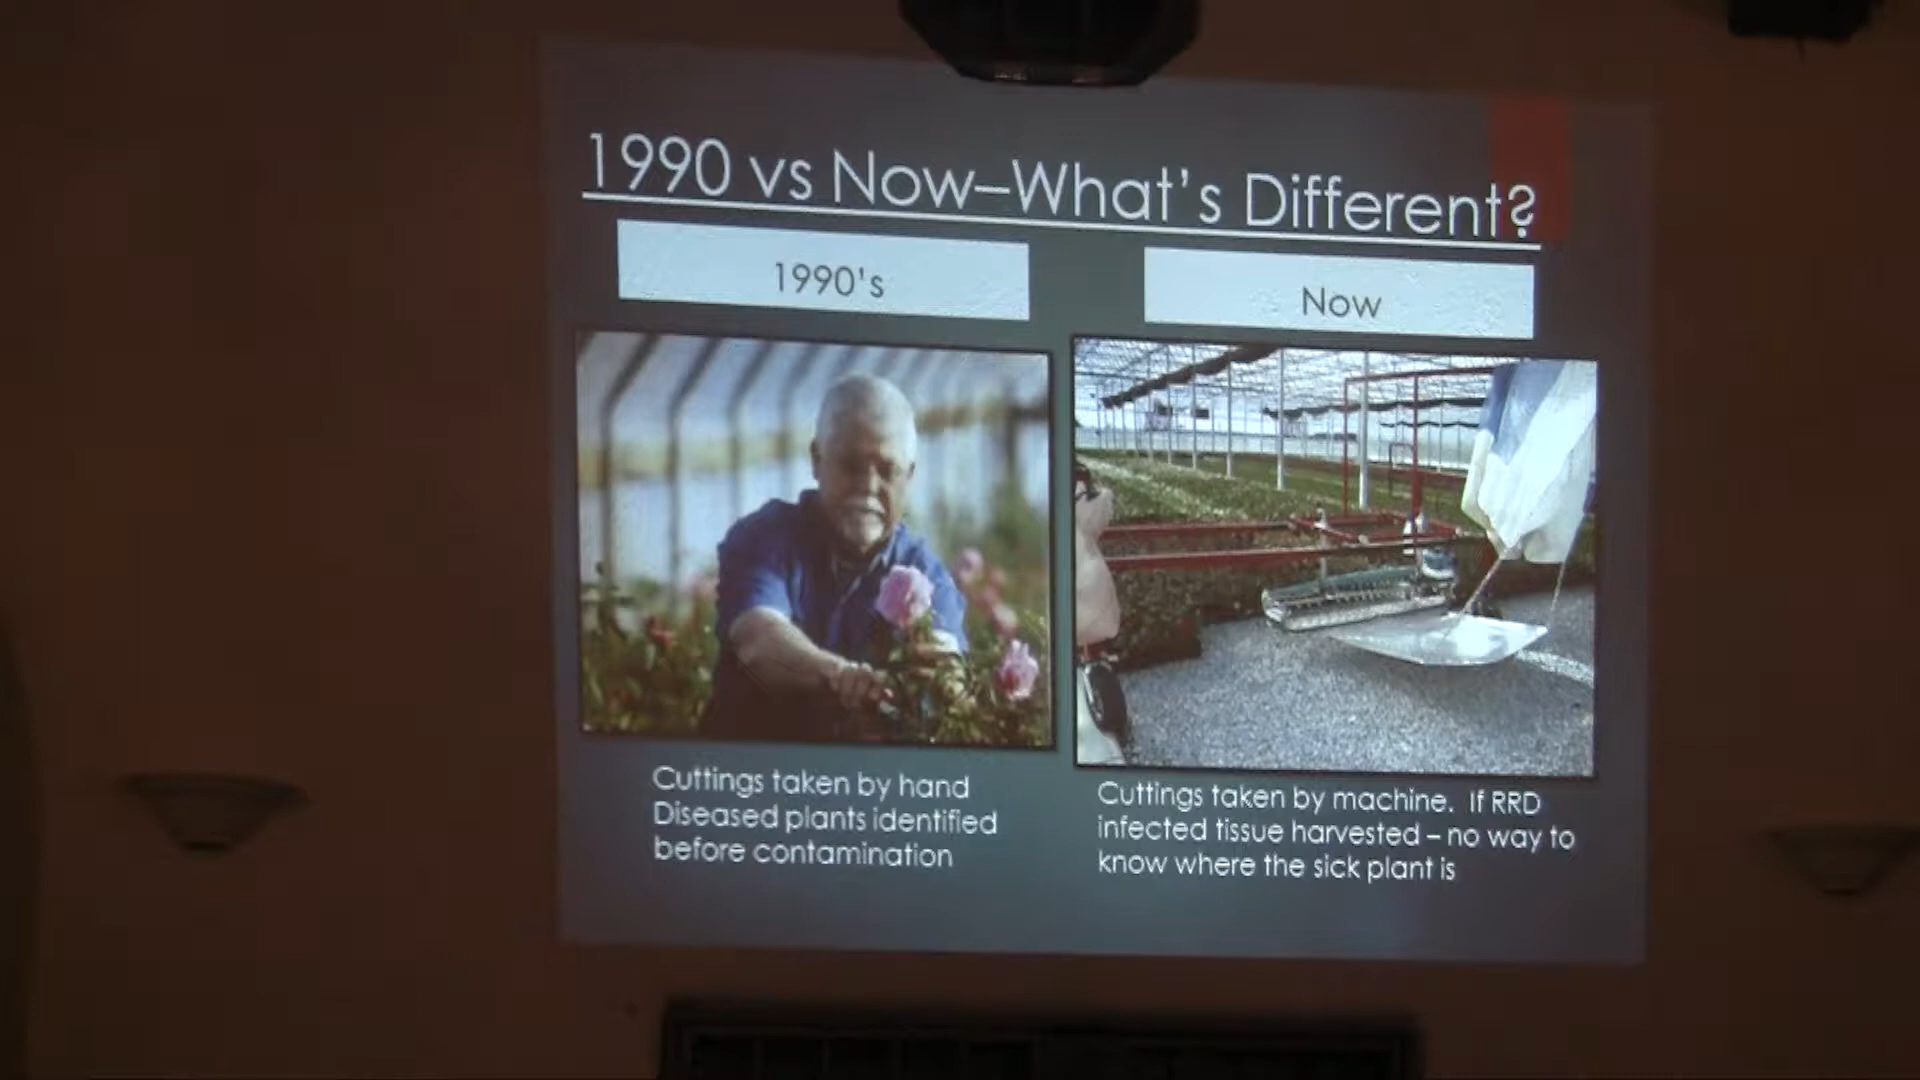 1990 vs Now–What's Different?
1990's
Now
Cuttings taken by hand
Diseased plants identified
before contamination
Cuttings taken by machine. If RRD
infected tissue harvested – no way to
know where the sick plant is